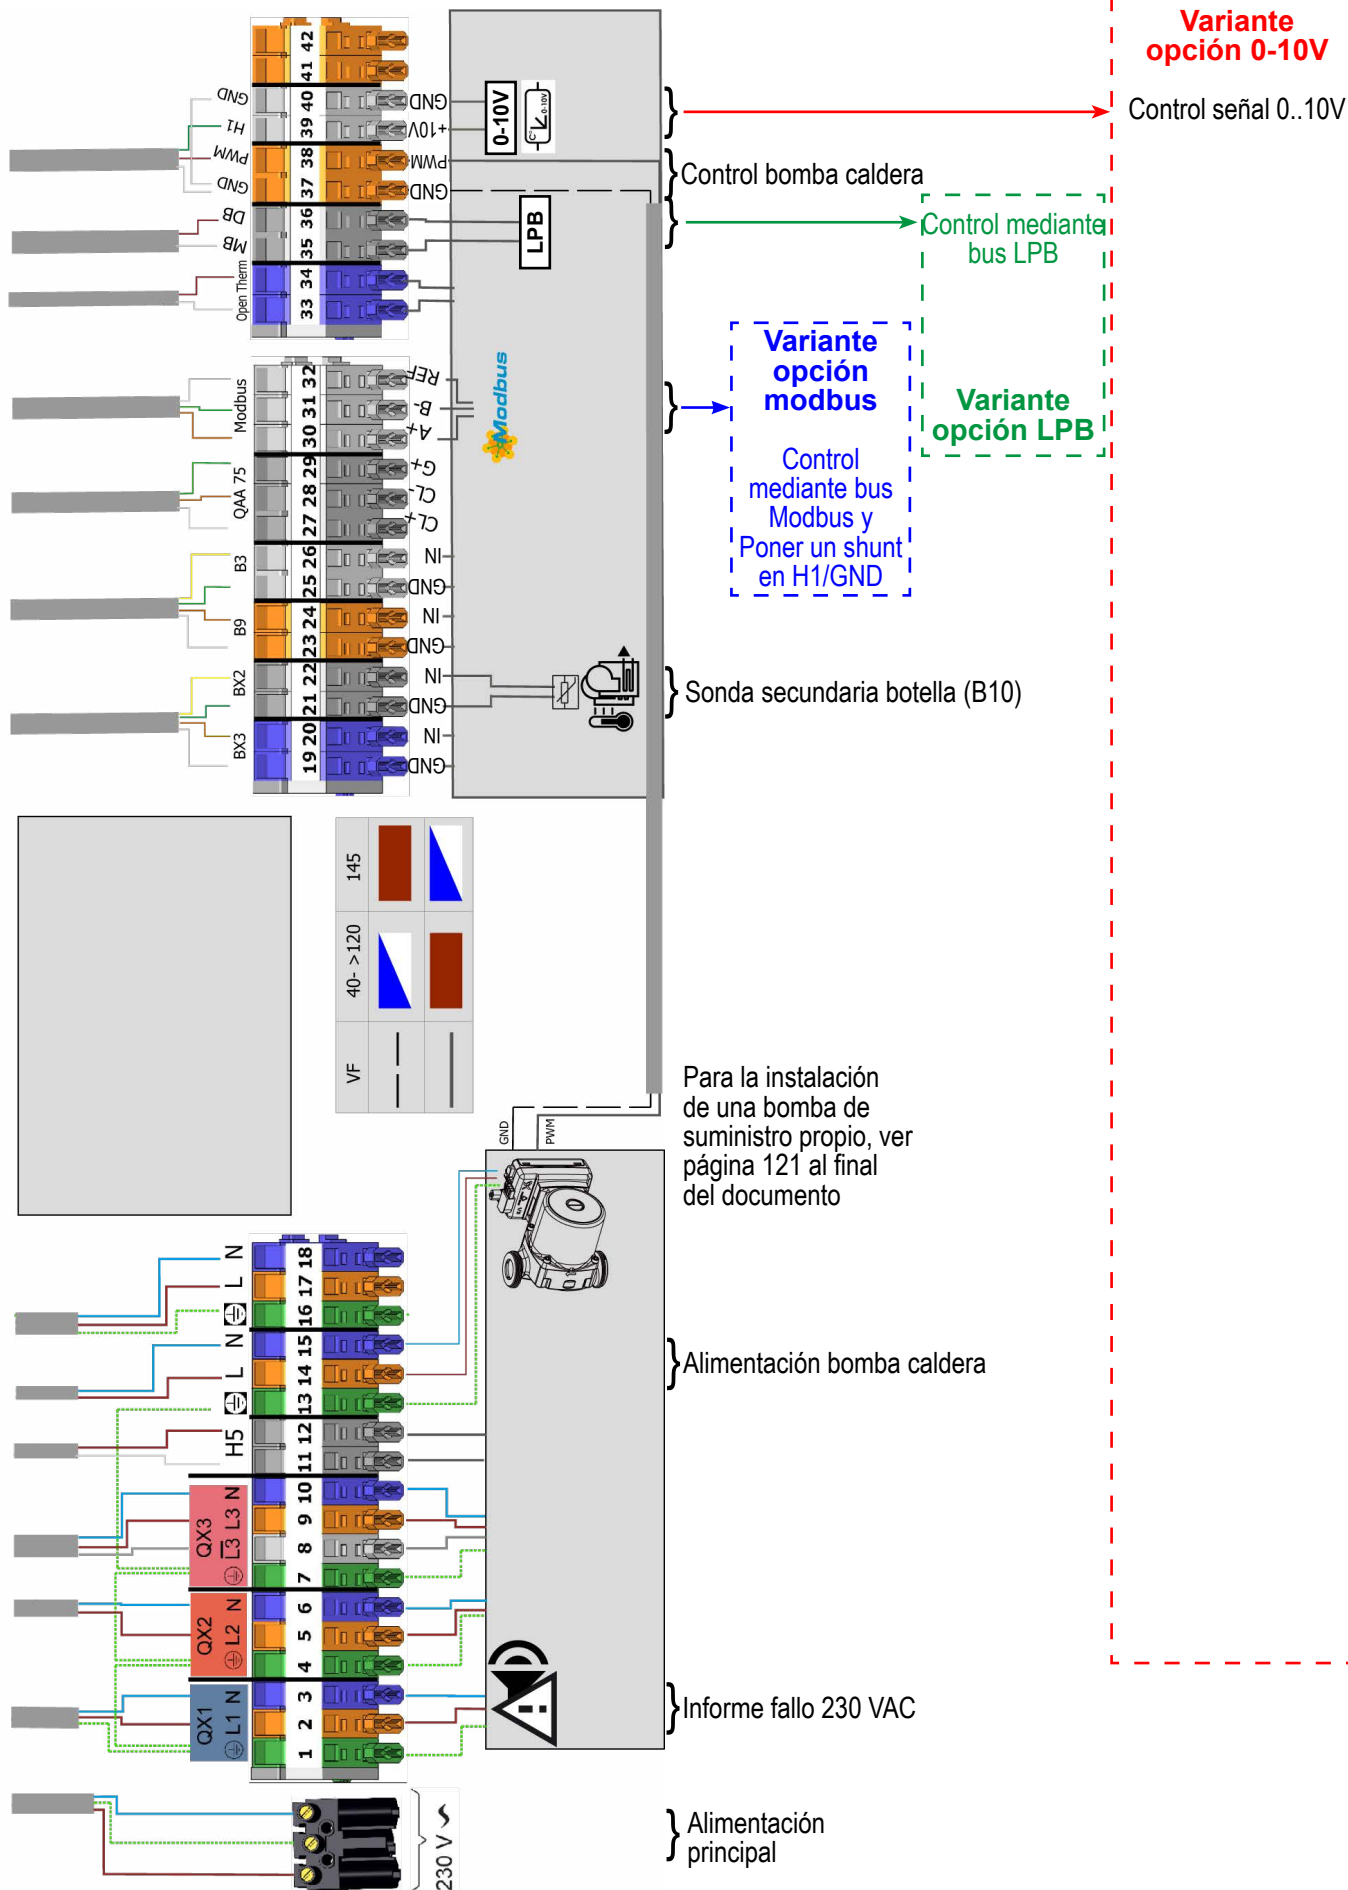 Variante
opción 0-10V
Control señal 0..10V
42
41
GND
40
GND
H1
39
+10V
0-10V
C°
0-10V
PWM
38
PWM
GND
37
GND
Control bomba caldera
DB
36
MB
35
LPB
Control mediante
bus LPB
Variante
opción LPB
Open Therm
34
33
Modbus
32
REF
31
B-
30
A+
Modbus
Variante
opción
modbus
Control
mediante bus
Modbus y
Poner un shunt
en H1/GND
QAA 75
29
G+
28
CL-
27
CL+
B3
26
IN
25
GND
B9
24
IN
23
GND
BX2
22
IN
21
GND
Sonda secundaria botella (B10)
BX3
20
IN
19
GND
VF
40- >120
145
GND
PWM
Para la instalación
de una bomba de
suministro propio, ver
página 121 al final
del documento
N
18
L
17
16
N
15
L
14
13
Alimentación bomba caldera
H5
12
11
QX3
N
10
L3
9
L3
8
7
QX2
N
6
L2
5
4
QX1
N
3
L1
2
1
Informe fallo 230 VAC
230 V ~
Alimentación
principal